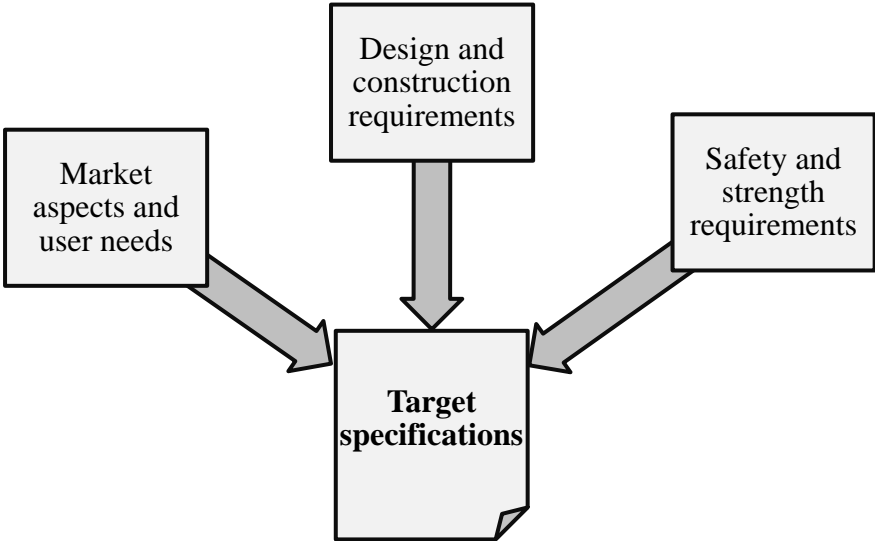 Design and
construction
requirements
Market
aspects and
user needs
Safety and
strength
requirements
Target
specifications